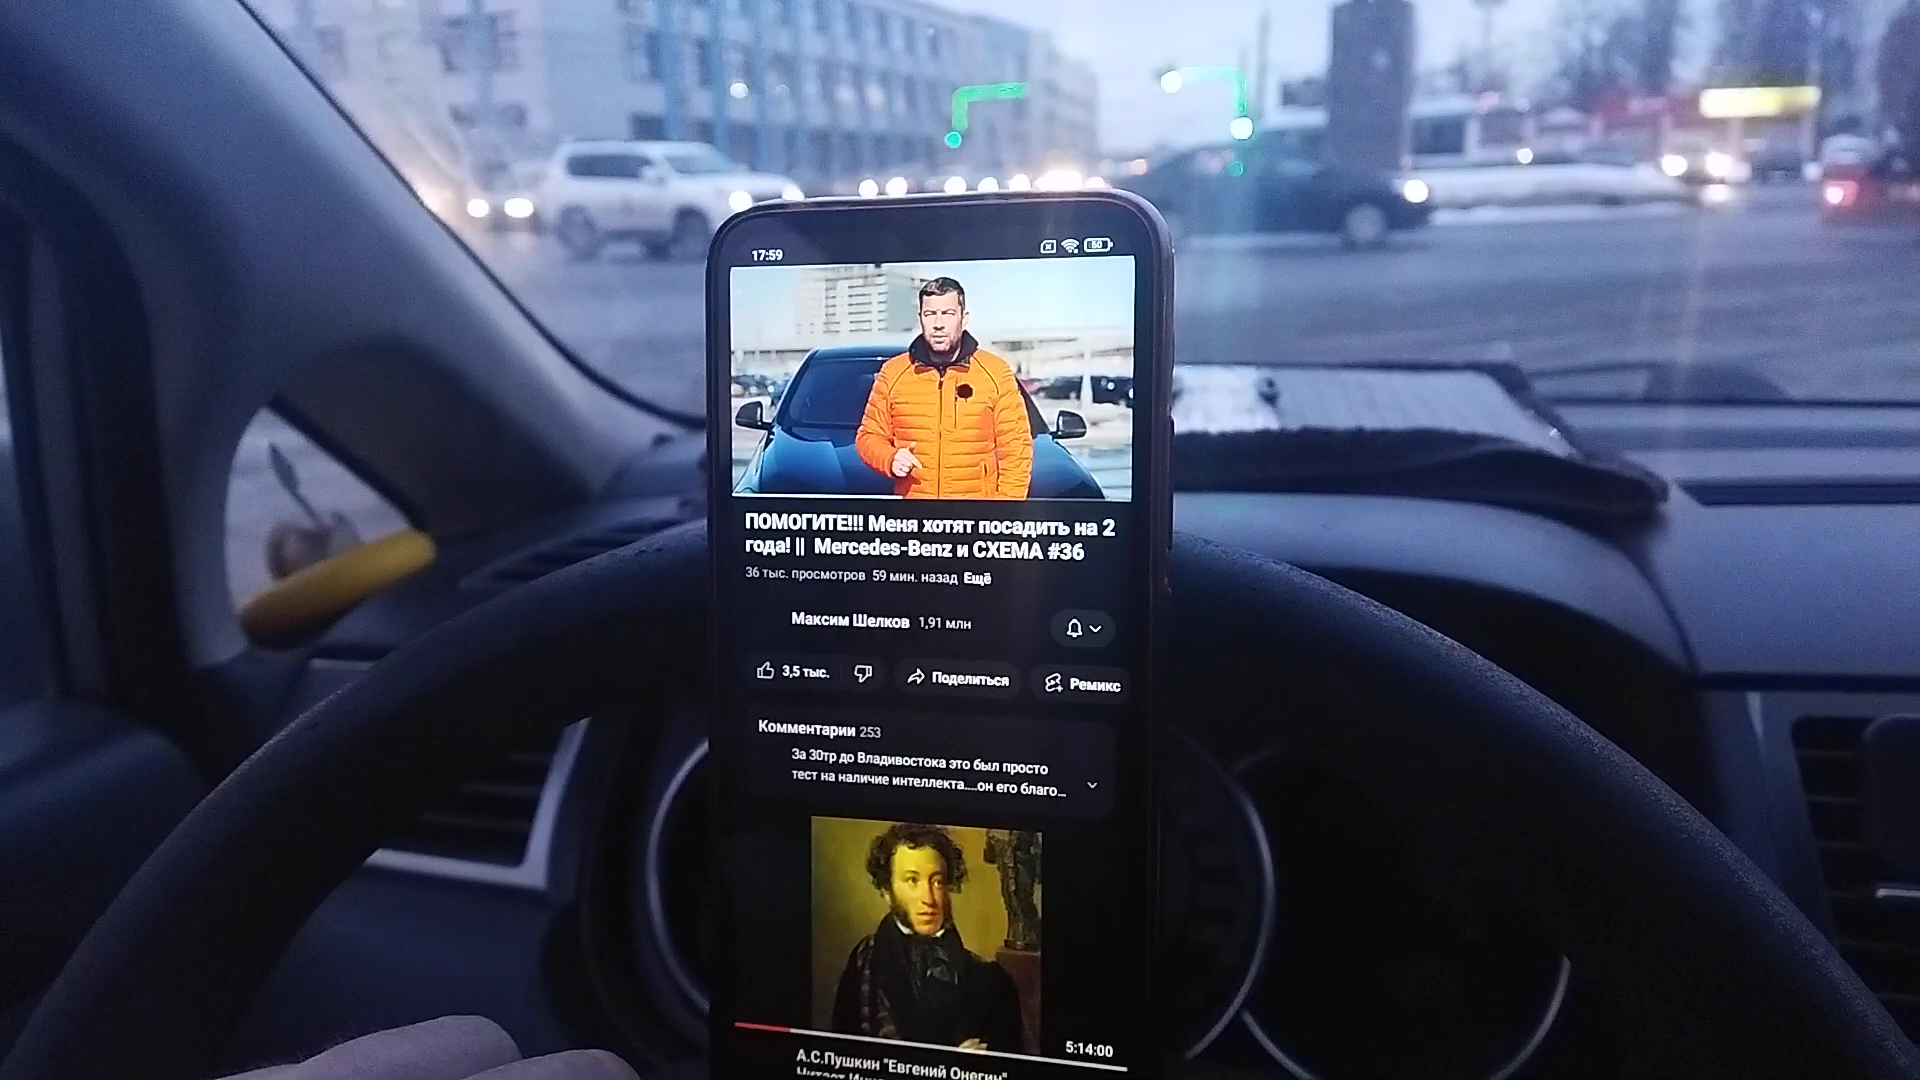 17:59
50
ПОМОГИТЕ!!! Меня хотят посадить на 2
года! || Mercedes-Benz и СХЕМА #36
36 тыс. просмотров 59 мин. назад Ещё
Максим Шелков 1,91 млн
3,5 тыс. Поделиться Ремикс
Комментарии 253
За 30тр до Владивостока это был просто
тест на наличие интеллекта....он его благо...
5:14:00
А.С.Пушкин "Евгений Онегин"
Читает